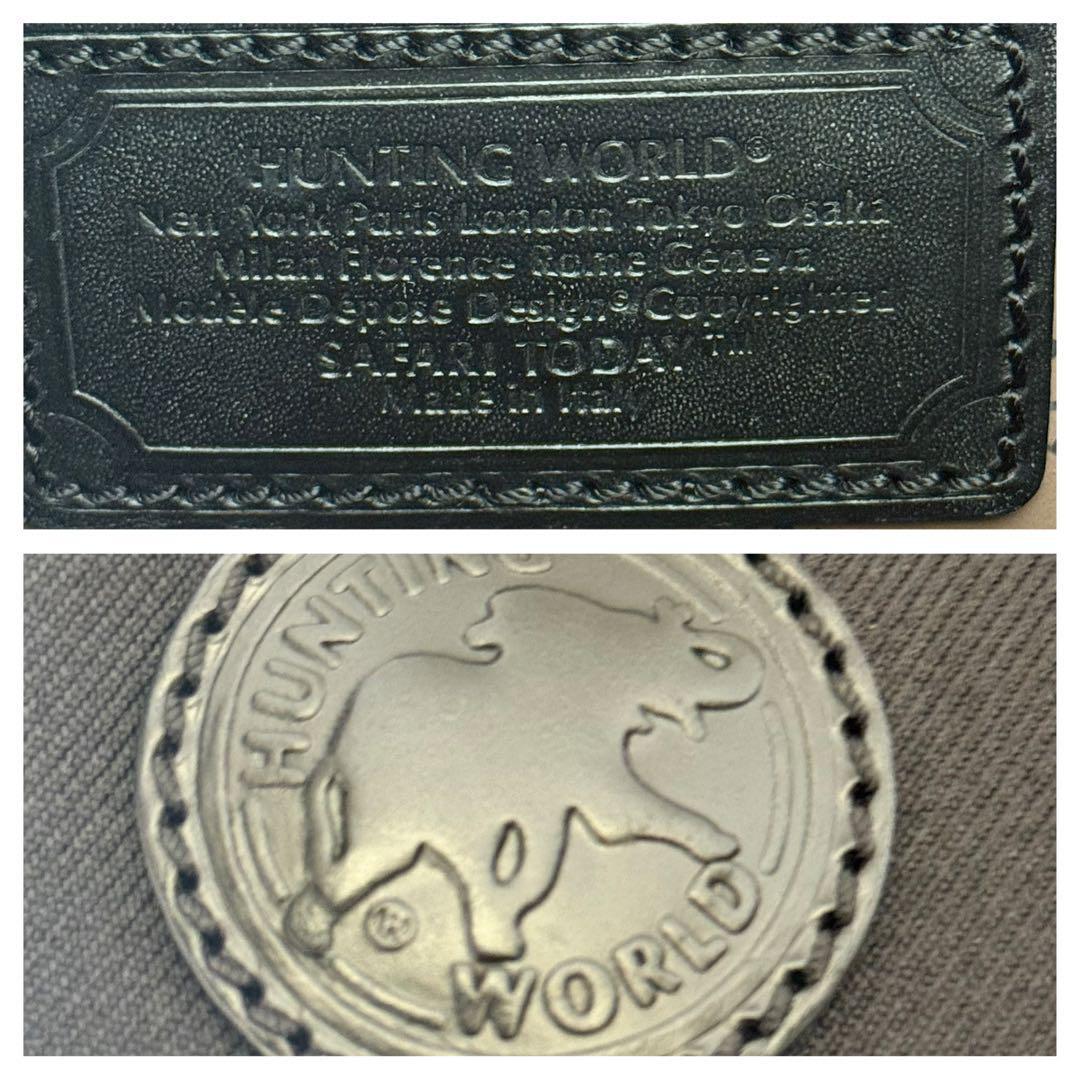 HUNTING WORLD®
New York Paris London Tokyo Osaka
Milan Florence Rome Geneva
Modèle Déposé Design® Copyrighted
SAFARI TODAY™
Made in Italy
HUNTING
WORLD
®